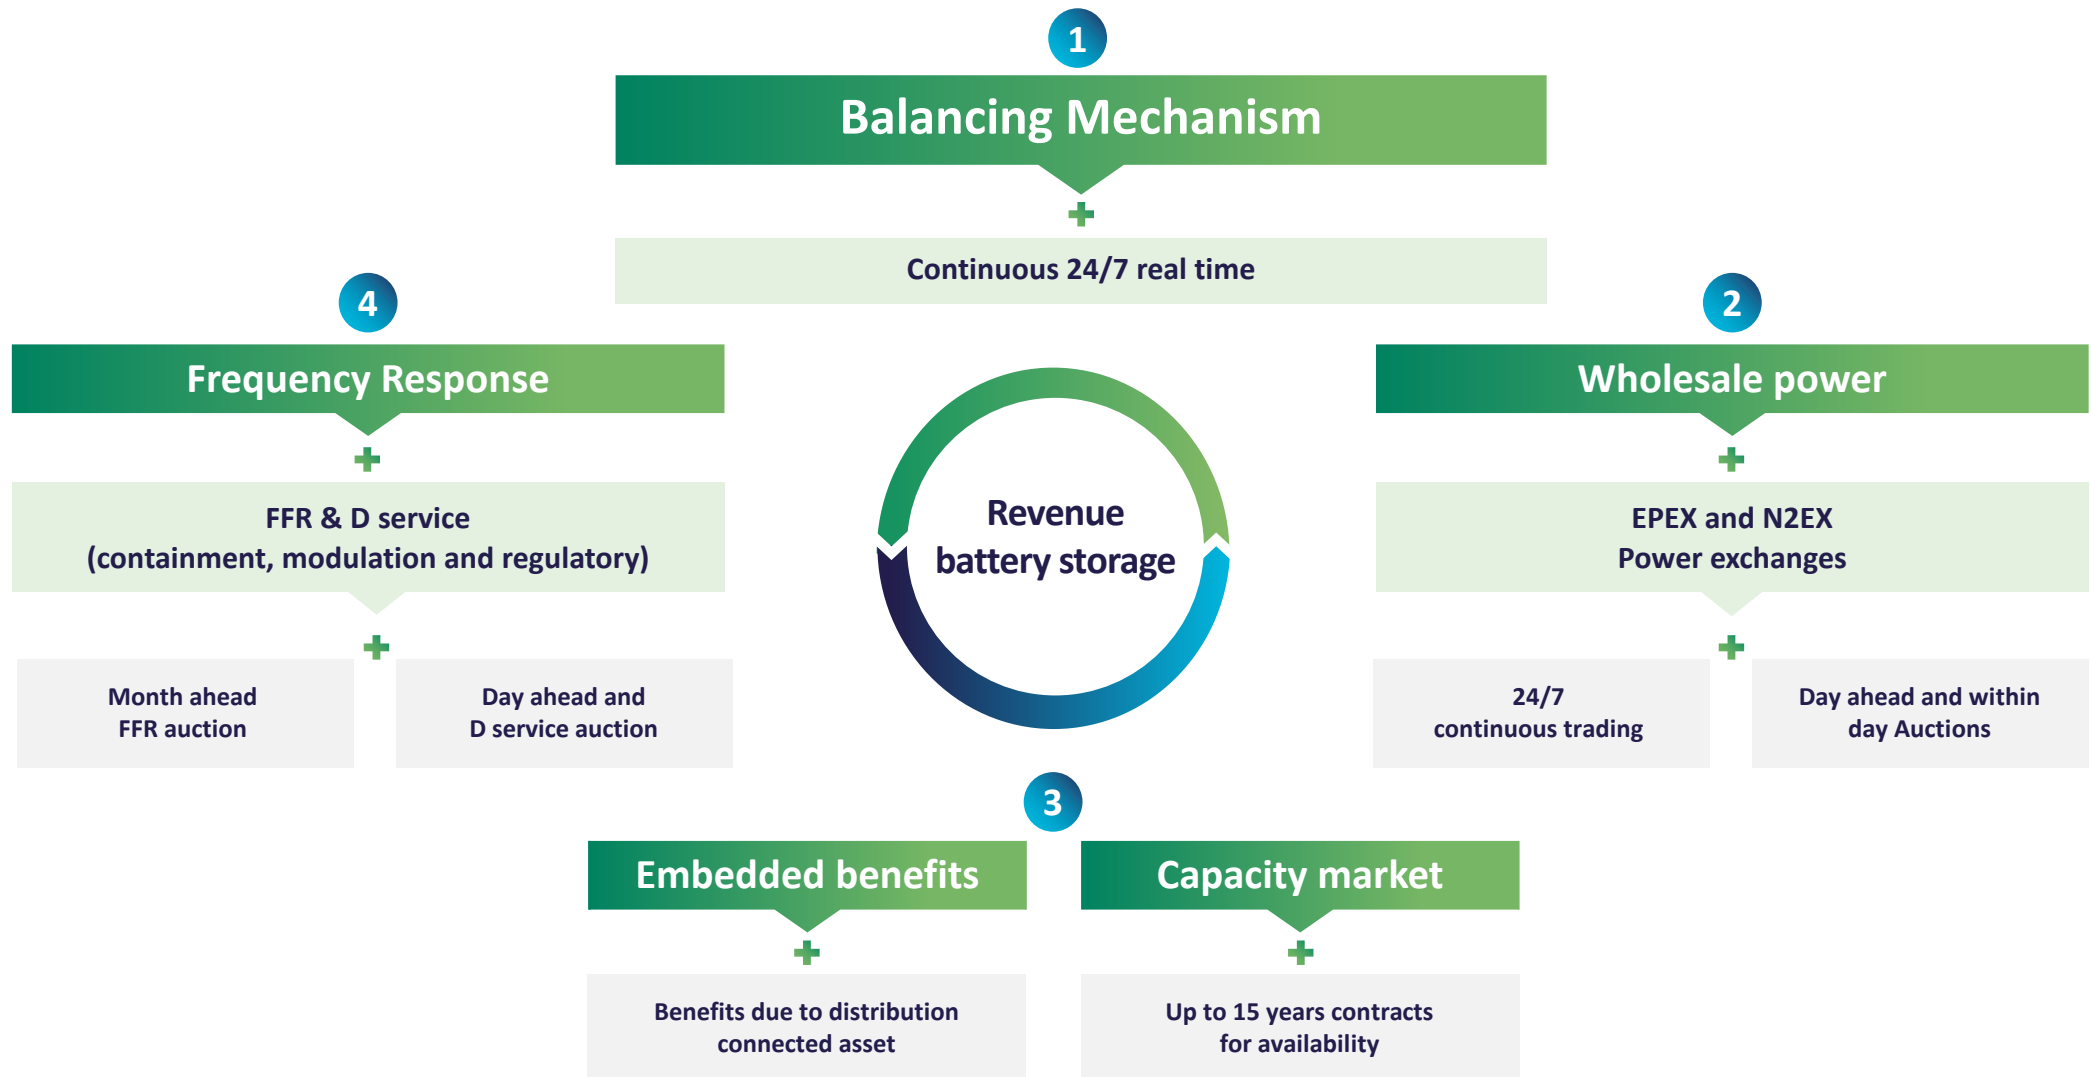 1
Balancing Mechanism
Continuous 24/7 real time
4
Frequency Response
FFR & D service
(containment, modulation and regulatory)
Month ahead
FFR auction
Day ahead and
D service auction
Revenue
battery storage
2
Wholesale power
EPEX and N2EX
Power exchanges
24/7
continuous trading
Day ahead and within
day Auctions
3
Embedded benefits
Benefits due to distribution
connected asset
Capacity market
Up to 15 years contracts
for availability